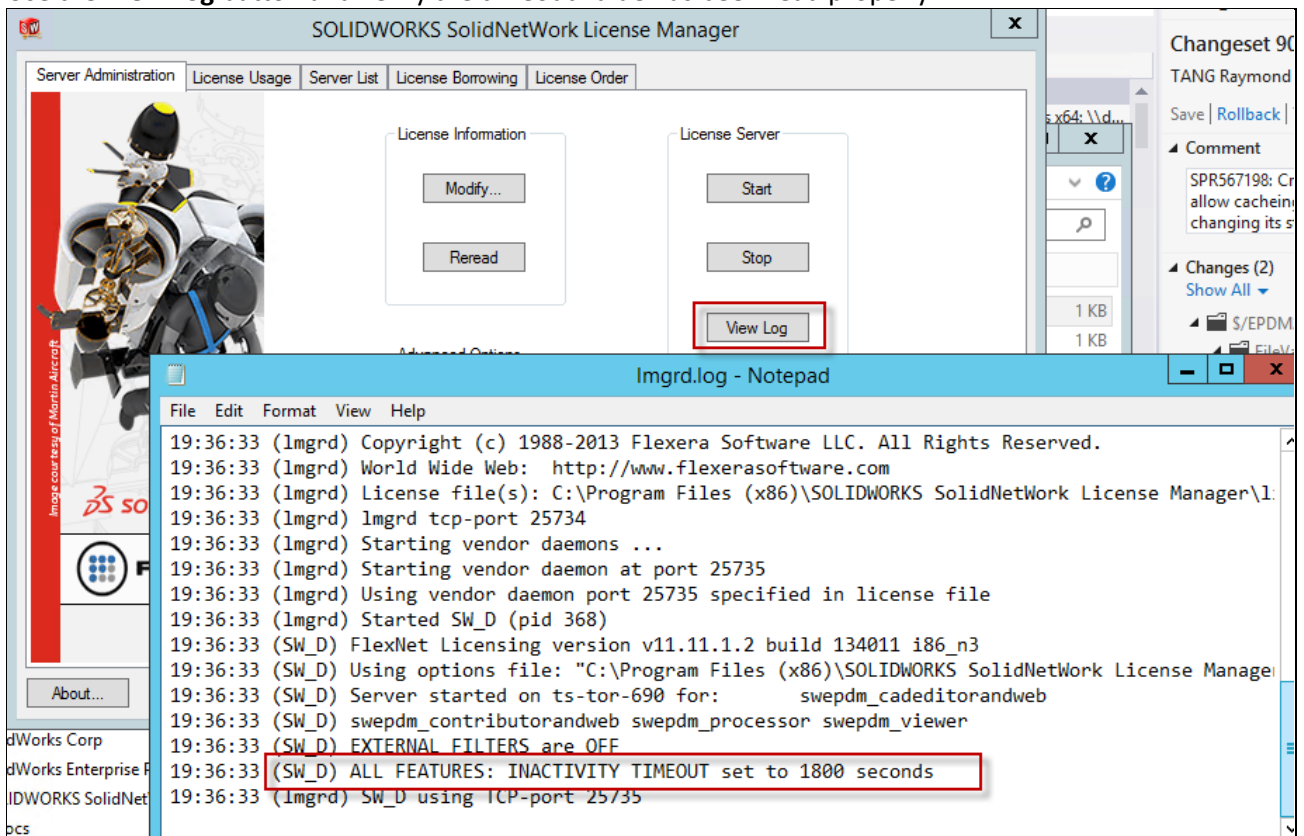 SOLIDWORKS SolidNetWork License Manager
x
Server Administration
License Usage
Server List
License Borrowing
License Order
License Information
Modify...
Reread
License Server
Start
Stop
View Log
Image courtesy of Martin Aircraft
About...
Changeset
TANG Raymond
Save | Rollback |
x64: \\d...
x
Comment
SPR567198:
allow
changing its
Changes (2)
Show All
1 KB
1 KB
$/EPDM
lmgrd.log - Notepad
File Edit Format View Help
19:36:33 (lmgrd) Copyright (c) 1988-2013 Flexera Software LLC. All Rights Reserved.
19:36:33 (lmgrd) World Wide Web:  http://www.flexerasoftware.com
19:36:33 (lmgrd) License file(s): C:\Program Files (x86)\SOLIDWORKS SolidNetWork License Manager\
19:36:33 (lmgrd) lmgrd tcp-port 25734
19:36:33 (lmgrd) Starting vendor daemons ...
19:36:33 (lmgrd) Starting vendor daemon at port 25735
19:36:33 (lmgrd) Using vendor daemon port 25735 specified in license file
19:36:33 (lmgrd) Started SW_D (pid 368)
19:36:33 (SW_D) FlexNet Licensing version v11.11.1.2 build 134011 i86_n3
19:36:33 (SW_D) Using options file: "C:\Program Files (x86)\SOLIDWORKS SolidNetWork License Manage
19:36:33 (SW_D) Server started on ts-tor-690 for:       swepdm_cadeditorandweb
19:36:33 (SW_D) swepdm_contributorandweb swepdm_processor swepdm_viewer
19:36:33 (SW_D) EXTERNAL FILTERS are OFF
19:36:33 (SW_D) ALL FEATURES: INACTIVITY TIMEOUT set to 1800 seconds
19:36:33 (lmgrd) SW_D using TCP-port 25735
dWorks Corp
dWorks Enterprise
IDWORKS SolidNet
ocs